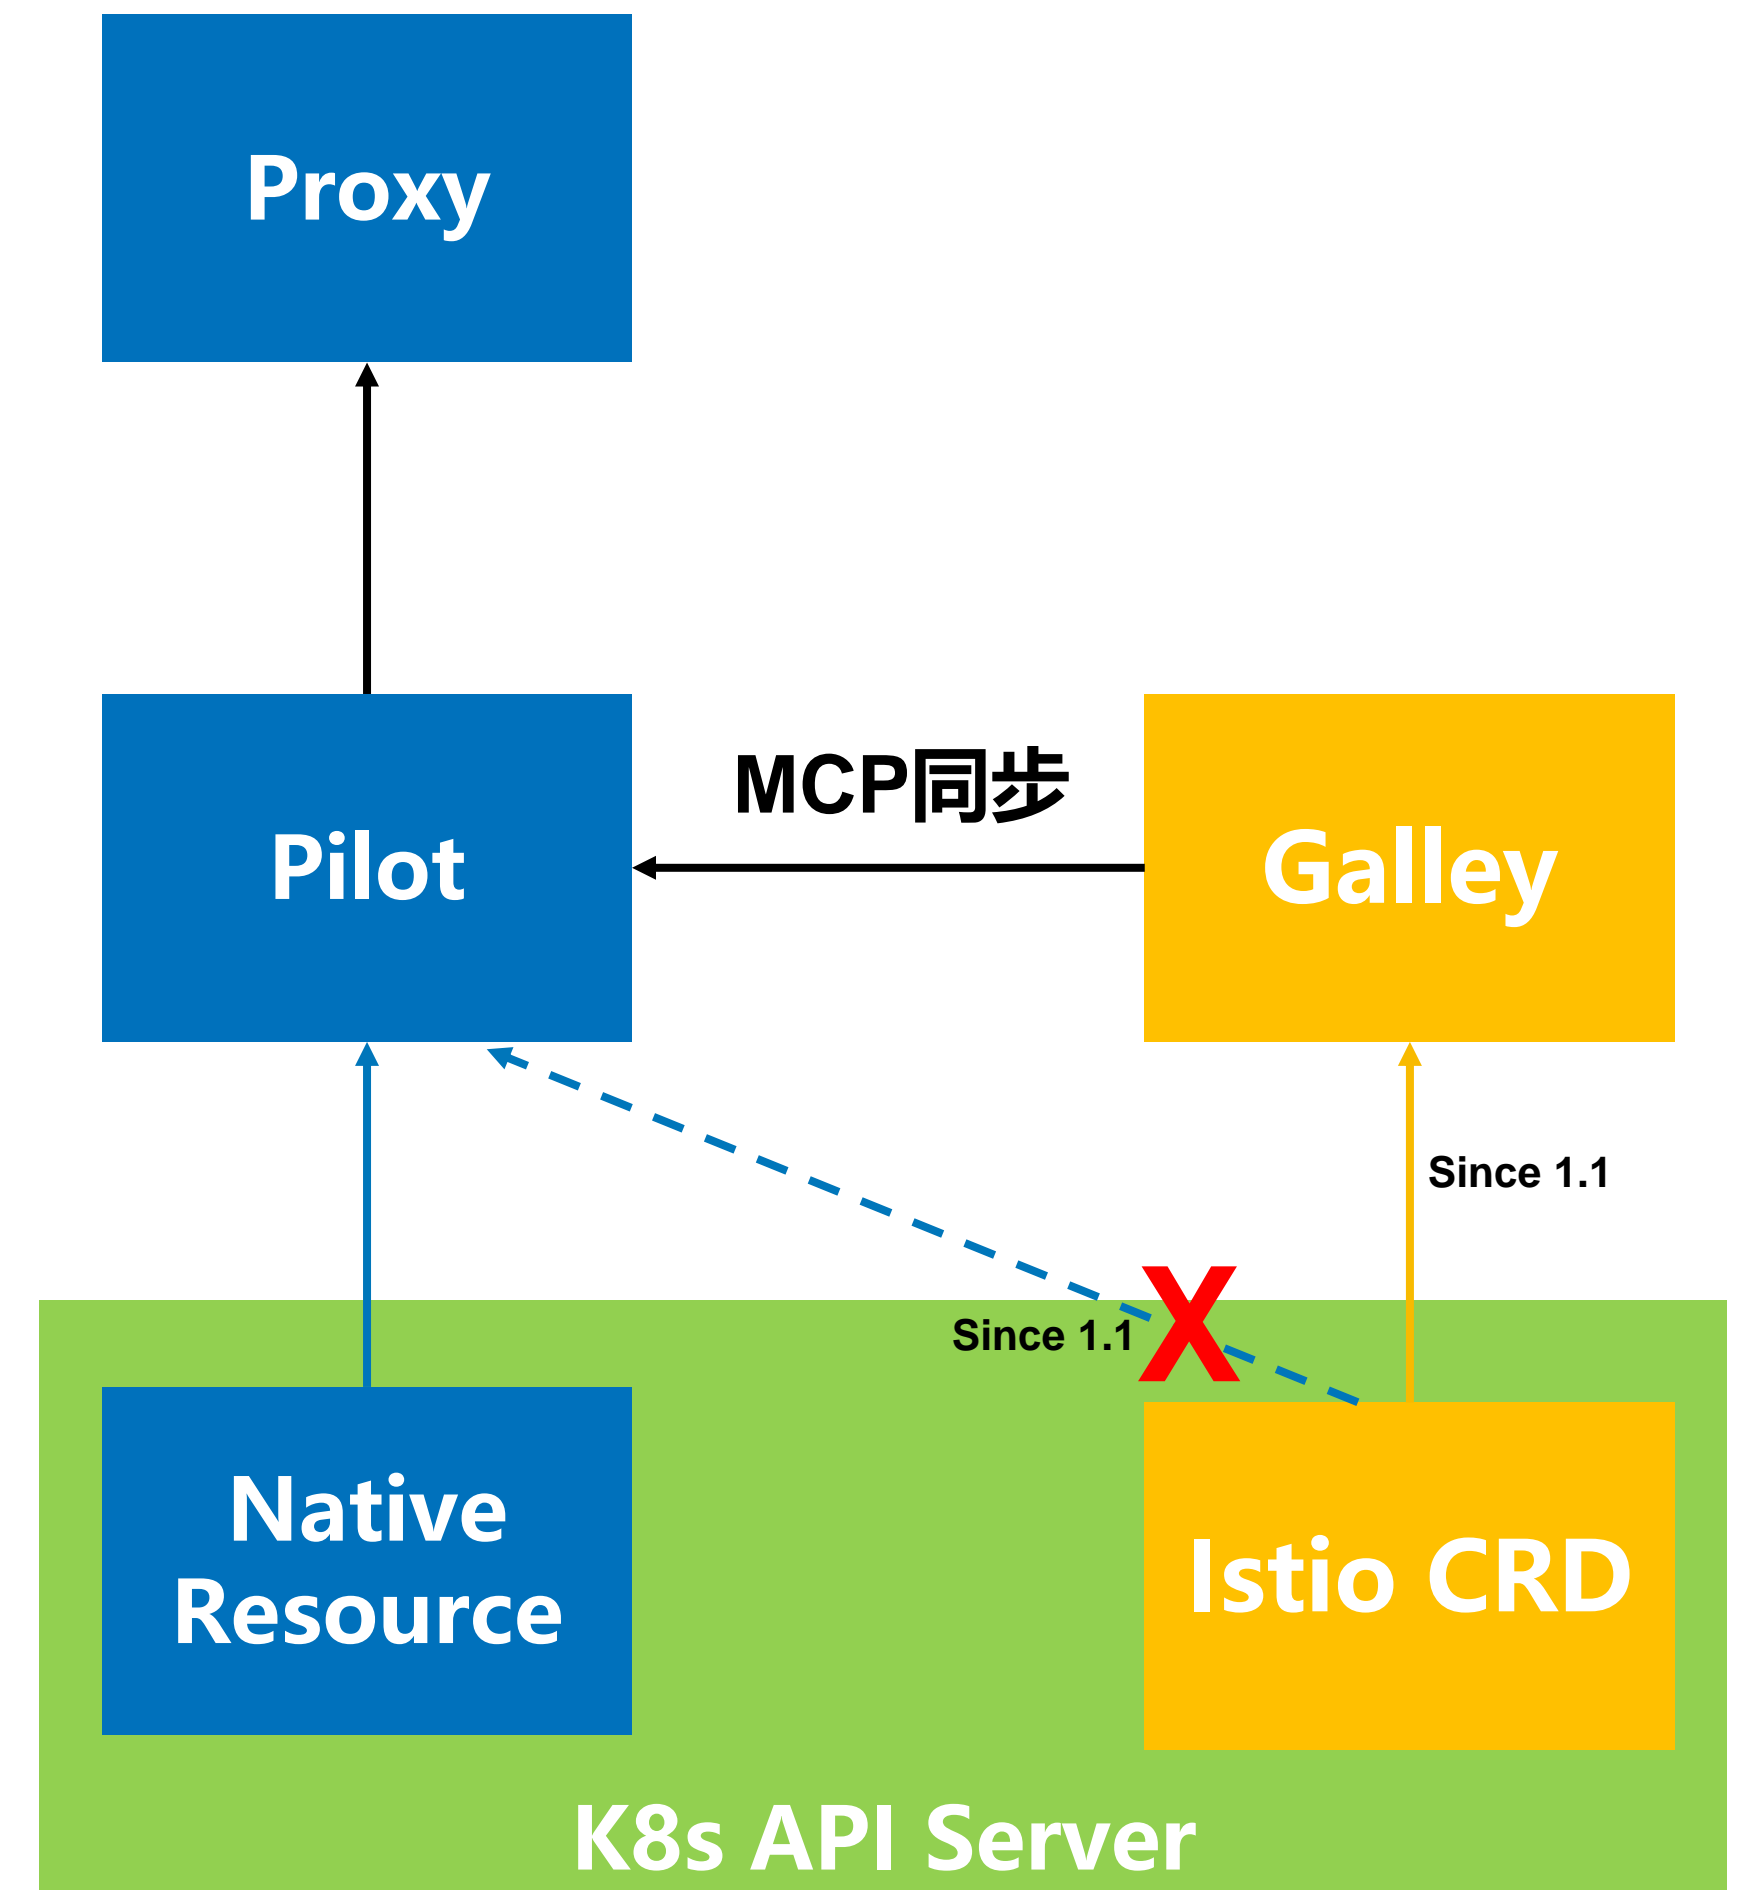 Proxy
MCP同步
Pilot
Galley
Since 1.1
Since 1.1
X
Native
Resource
Istio CRD
K8s API Server